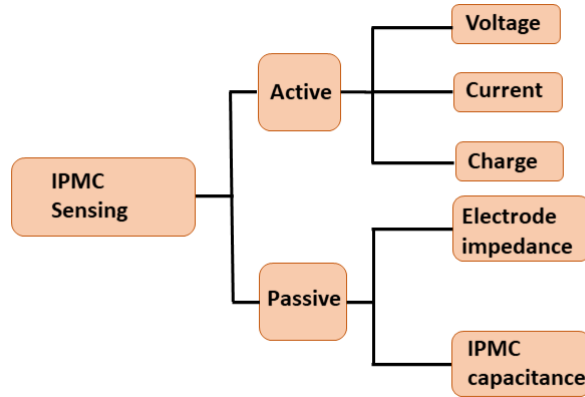 IPMC
Sensing
Active
Voltage
Current
Charge
Passive
Electrode
impedance
IPMC
capacitance